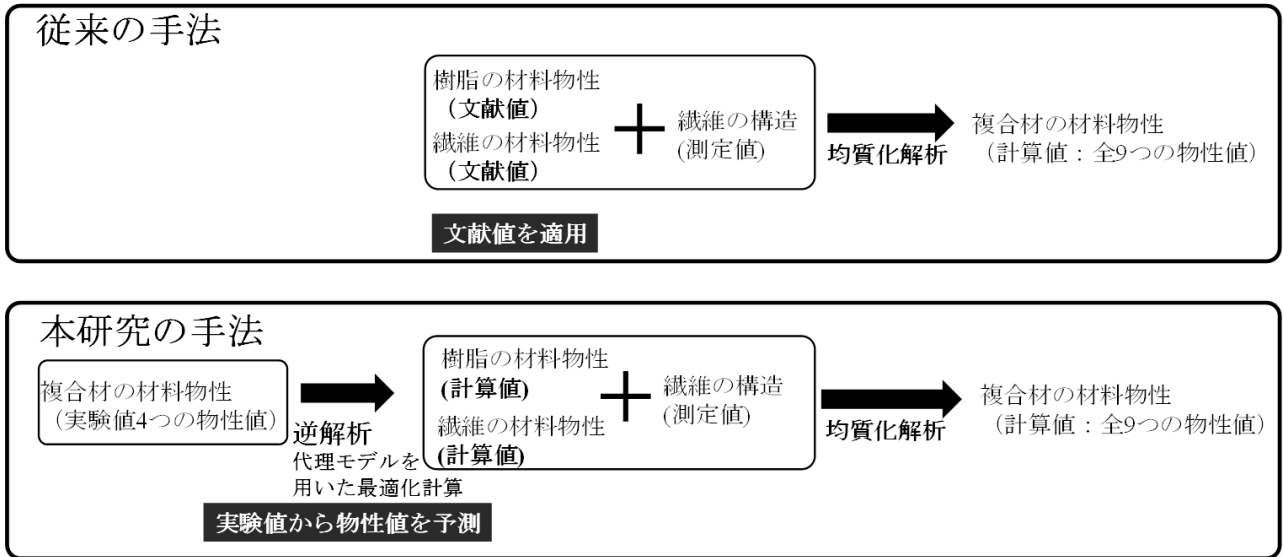 従来の手法
樹脂の材料物性
（文献値）
繊維の材料物性
（文献値）
＋
繊維の構造
(測定値)
均質化解析
複合材の材料物性
（計算値：全9つの物性値）
文献値を適用
本研究の手法
複合材の材料物性
（実験値4つの物性値）
逆解析
代理モデルを
用いた最適化計算
実験値から物性値を予測
樹脂の材料物性
(計算値)
繊維の材料物性
(計算値)
＋
繊維の構造
(測定値)
均質化解析
複合材の材料物性
（計算値：全9つの物性値）